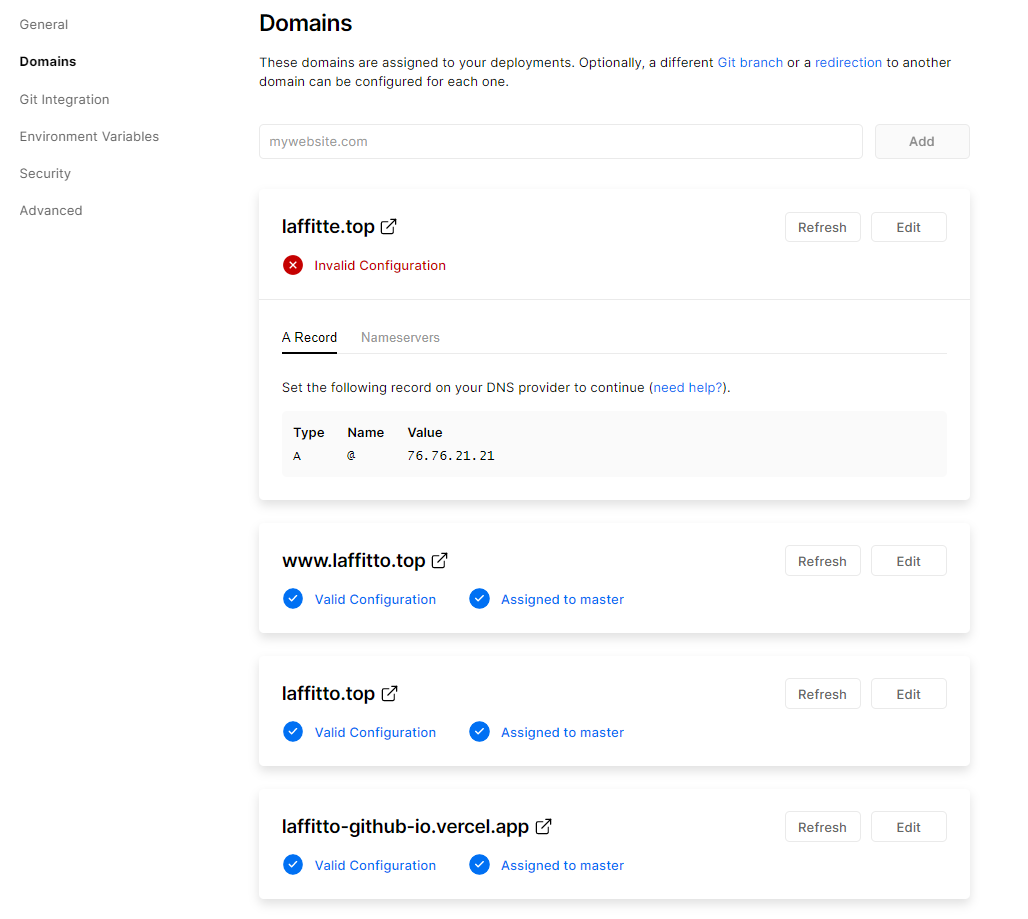 General
Domains
Git Integration
Environment Variables
Security
Advanced
Domains
These domains are assigned to your deployments. Optionally, a different Git branch or a redirection to another
domain can be configured for each one.
mywebsite.com
Add
laffitte.top
Refresh
Edit
Invalid Configuration
A Record
Nameservers
Set the following record on your DNS provider to continue (need help?).
Type Name Value
A @ 76.76.21.21
www.laffitto.top
Refresh
Edit
Valid Configuration
Assigned to master
laffitto.top
Refresh
Edit
Valid Configuration
Assigned to master
laffitto-github-io.vercel.app
Refresh
Edit
Valid Configuration
Assigned to master